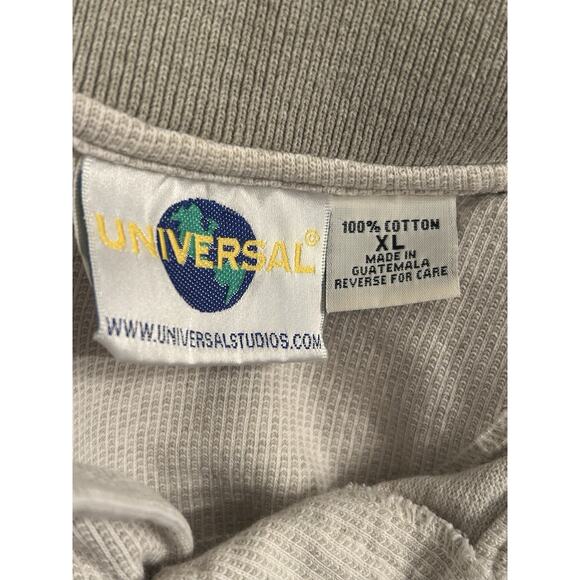 UNIVERSAL®
WWW.UNIVERSALSTUDIOS.COM
100% COTTON
XL
MADE IN
GUATEMALA
REVERSE FOR CARE